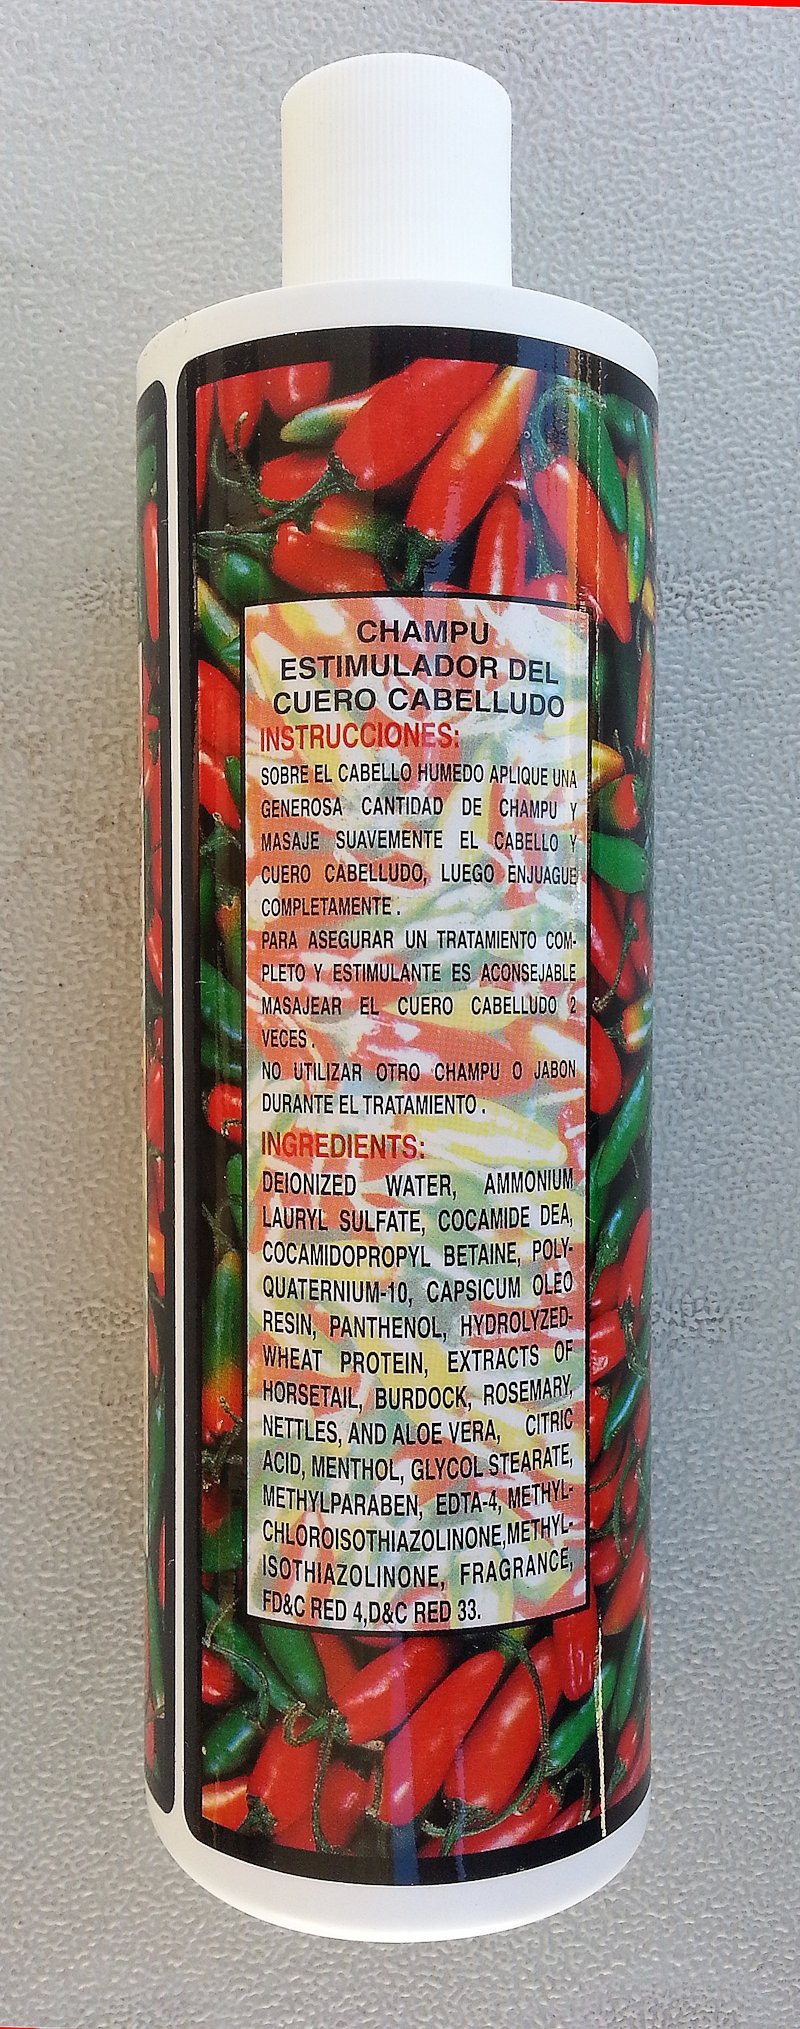 CHAMPU
ESTIMULADOR DEL
CUERO CABELLUDO
INSTRUCCIONES:
SOBRE EL CABELLO HUMEDO APLIQUE UNA
GENEROSA CANTIDAD DE CHAMPU Y
MASAJE SUAVEMENTE EL CABELLO Y
CUERO CABELLUDO, LUEGO ENJUAGUE
COMPLETAMENTE .
PARA ASEGURAR UN TRATAMIENTO COM-
PLETO Y ESTIMULANTE ES ACONSEJABLE
MASAJEAR EL CUERO CABELLUDO 2
VECES .
NO UTILIZAR OTRO CHAMPU O JABON
DURANTE EL TRATAMIENTO .
INGREDIENTS:
DEIONIZED WATER, AMMONIUM
LAURYL SULFATE, COCAMIDE DEA,
COCAMIDOPROPYL BETAINE, POLY-
QUATERNIUM-10, CAPSICUM OLEO
RESIN, PANTHENOL, HYDROLYZED-
WHEAT PROTEIN, EXTRACTS OF
HORSETAIL, BURDOCK, ROSEMARY,
NETTLES, AND ALOE VERA, CITRIC
ACID, MENTHOL, GLYCOL STEARATE,
METHYLPARABEN, EDTA-4, METHYL-
CHLOROISOTHIAZOLINONE,METHYL-
ISOTHIAZOLINONE, FRAGRANCE,
FD&C RED 4,D&C RED 33.